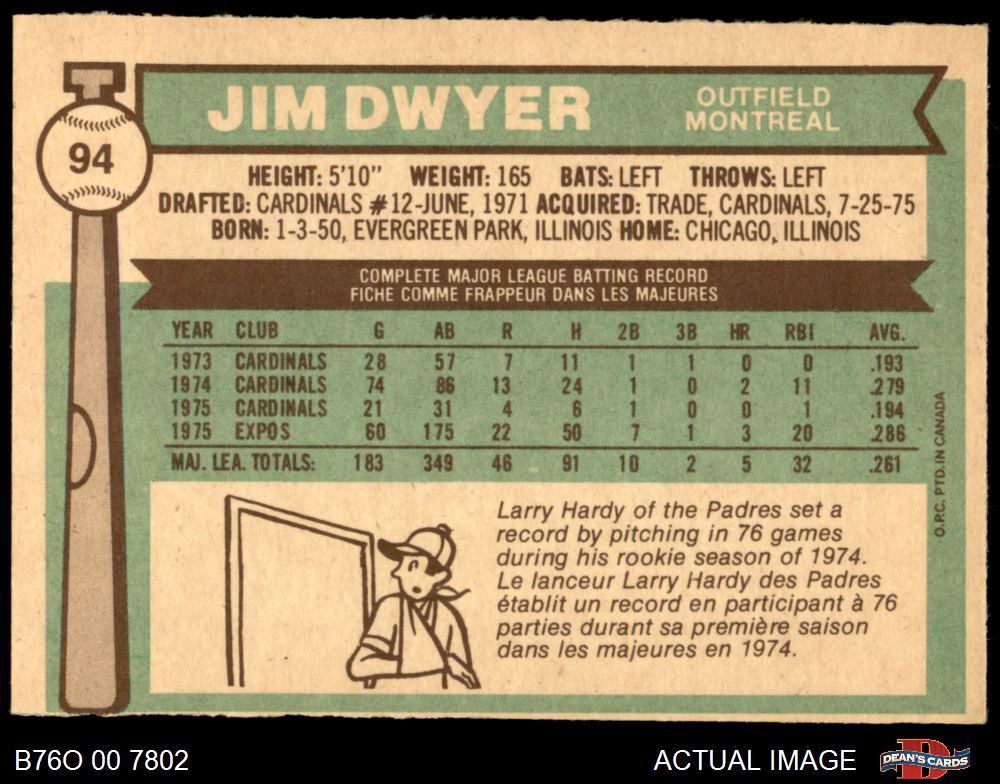 94
JIM DWYER
OUTFIELD
MONTREAL
HEIGHT: 5'10" WEIGHT: 165 BATS: LEFT THROWS: LEFT
DRAFTED: CARDINALS #12-JUNE, 1971 ACQUIRED: TRADE, CARDINALS, 7-25-75
BORN: 1-3-50, EVERGREEN PARK, ILLINOIS HOME: CHICAGO, ILLINOIS
COMPLETE MAJOR LEAGUE BATTING RECORD
FICHE COMME FRAPPEUR DANS LES MAJEURES
YEAR CLUB G AB R H 2B 3B HR RBI AVG.
1973 CARDINALS 28 57 7 11 1 1 0 0 .193
1974 CARDINALS 74 86 13 24 1 0 2 11 .279
1975 CARDINALS 21 31 4 6 1 0 0 1 .194
1975 EXPOS 60 175 22 50 7 1 3 20 .286
MAJ. LEA. TOTALS: 183 349 46 91 10 2 5 32 .261
Larry Hardy of the Padres set a
record by pitching in 76 games
during his rookie season of 1974.
Le lanceur Larry Hardy des Padres
établit un record en participant à 76
parties durant sa première saison
dans les majeures en 1974.
O.P.C. PTD. IN CANADA
B76O 00 7802
ACTUAL IMAGE
DEAN'S CARDS